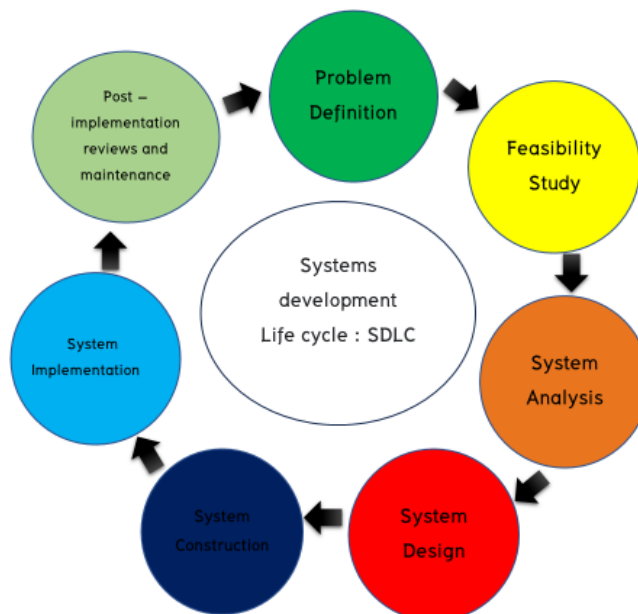 Problem
Definition
Feasibility
Study
System
Analysis
System
Design
System
Construction
System
Implementation
Post –
implementation
reviews and
maintenance
Systems
development
Life cycle : SDLC